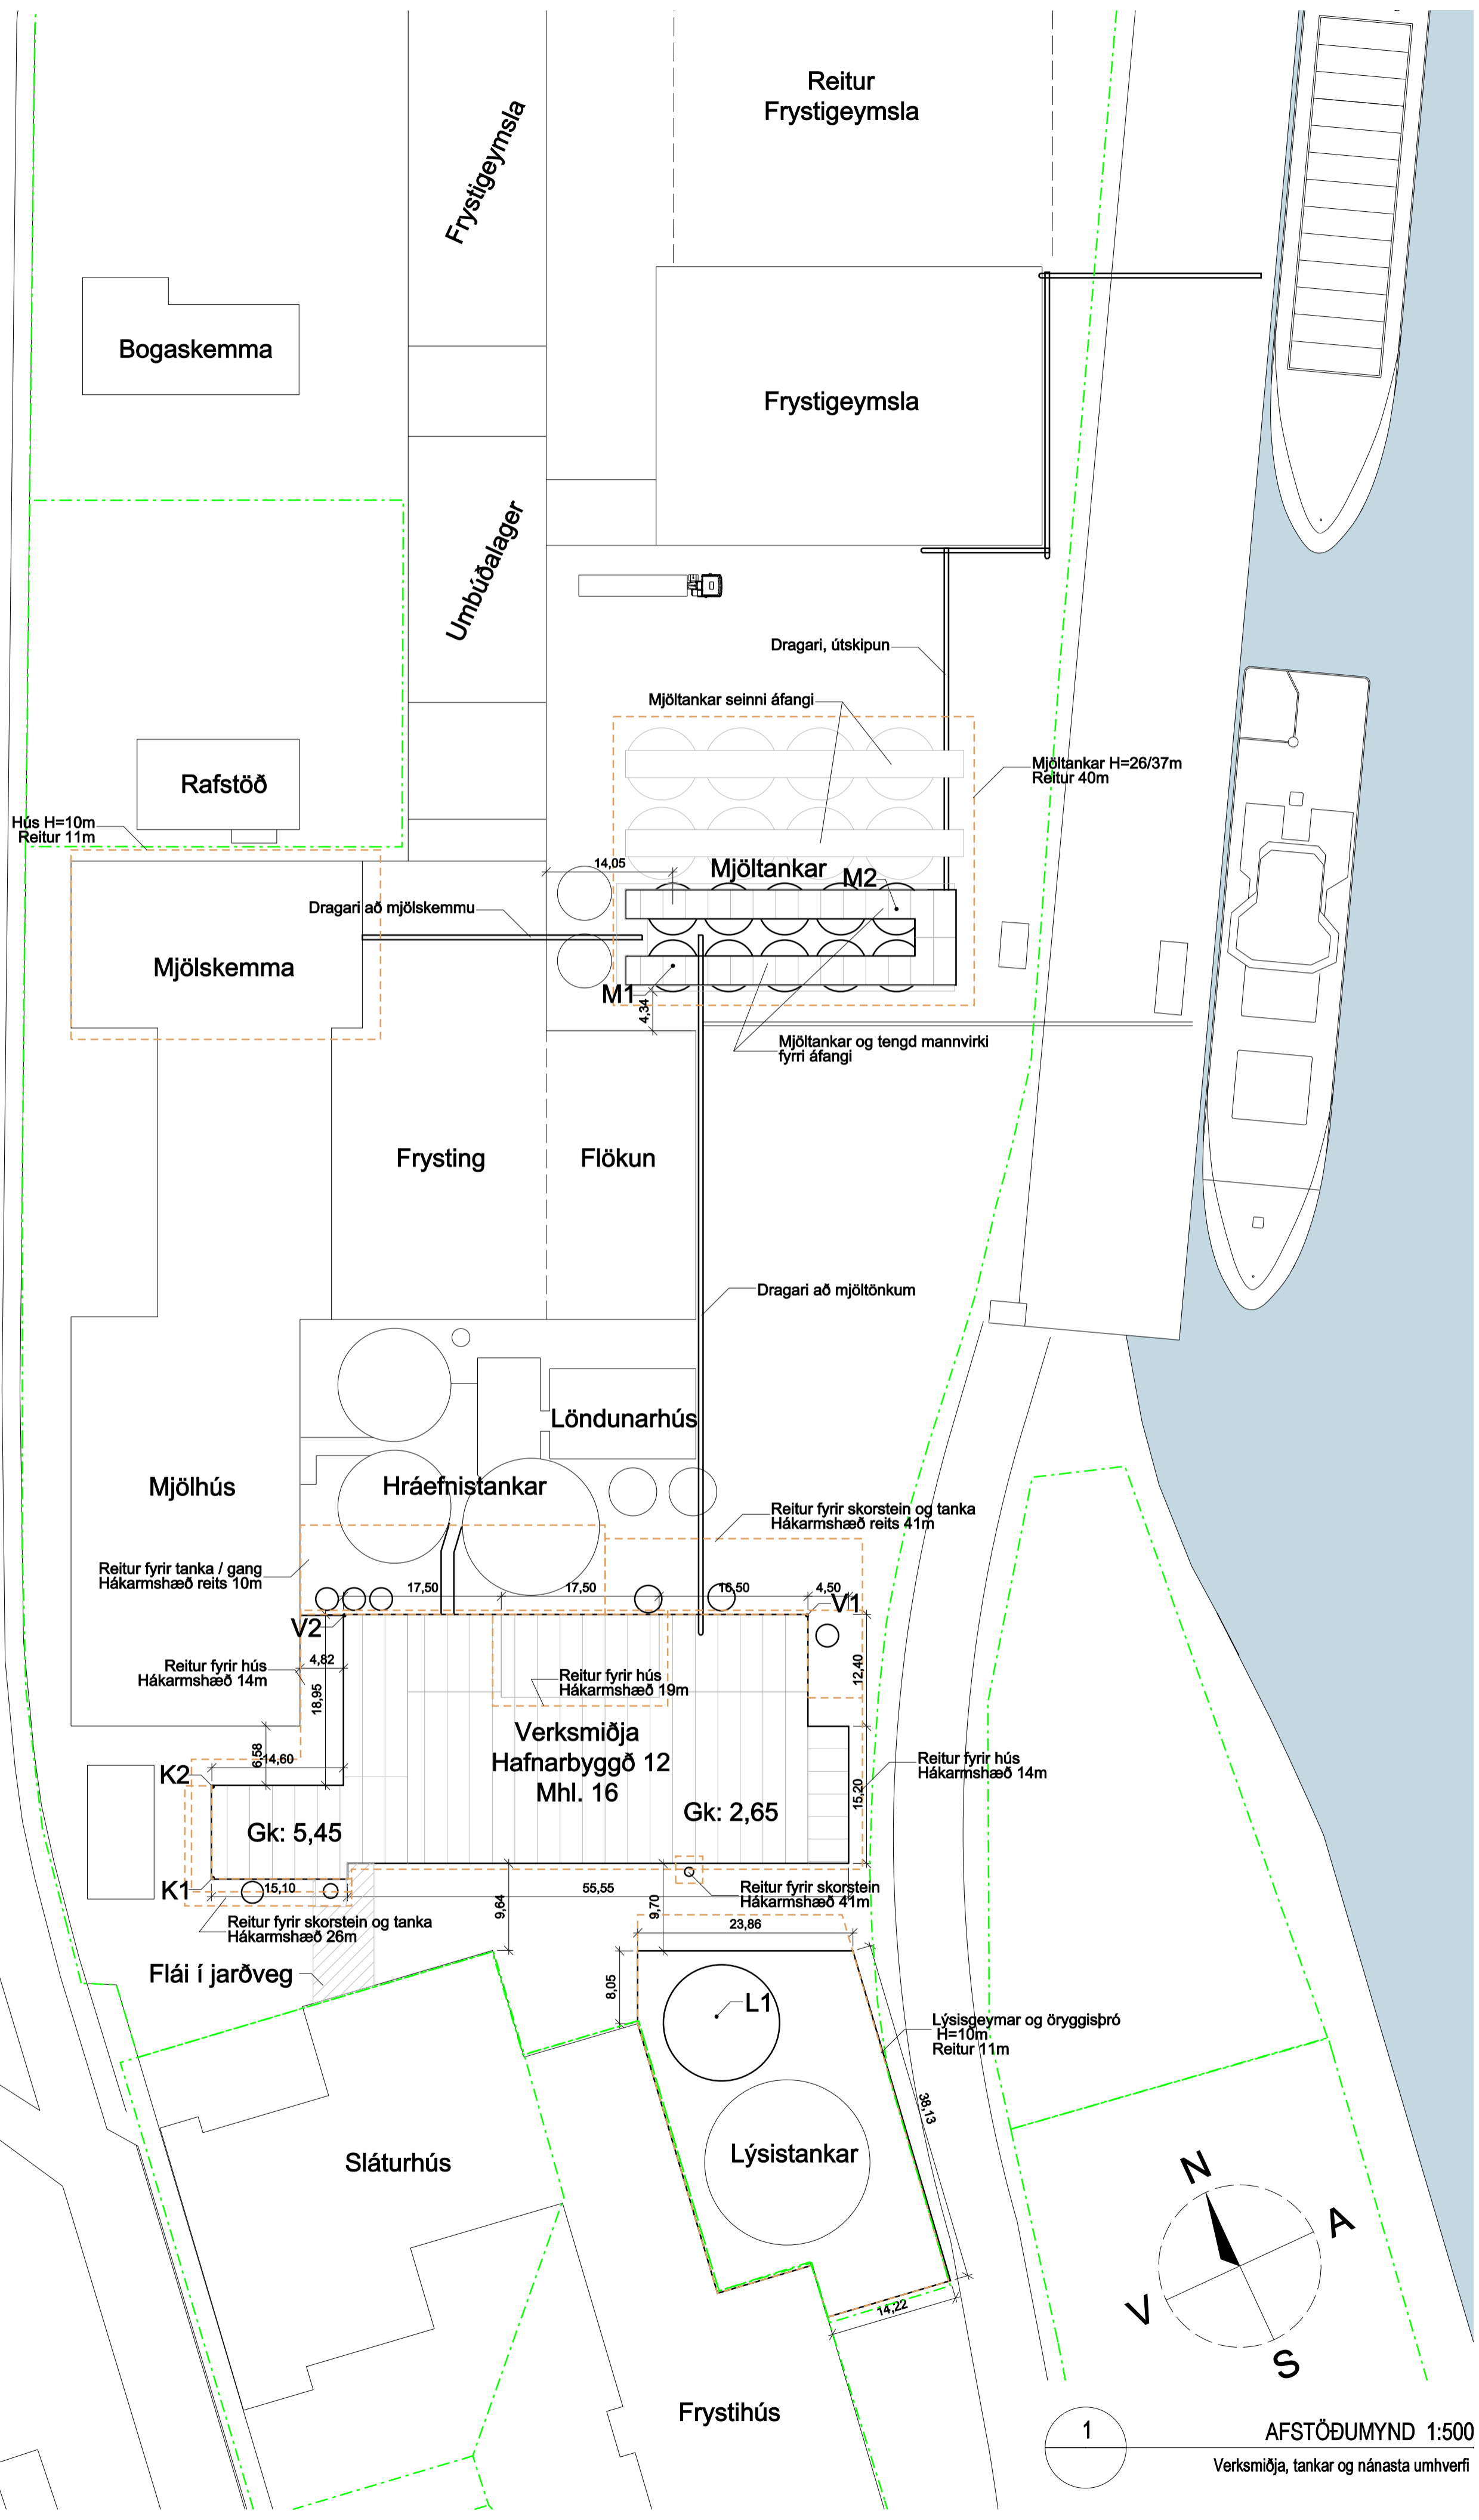 Reitur
Frystigeymsla
Frystigeymsla
Bogaskemma
Frystigeymsla
Umbúðalager
Dragari, útskipun
Mjöltankar seinni áfangi
Mjöltankar H=26/37m
Reitur 40m
Rafstöð
Hús H=10m
Reitur 11m
14,05
Mjöltankar
M2
Dragari að mjölskemmu
Mjölskemma
M1
4,34
Mjöltankar og tengd mannvirki
fyrri áfangi
Frysting
Flökun
Dragari að mjöltönkum
Löndunarhús
Mjölhús
Hráefnistankar
Reitur fyrir skorstein og tanka
Hákarmshæð reits 41m
Reitur fyrir tanka / gang
Hákarmshæð reits 10m
17,50
17,50
16,50
4,50
V1
V2
Reitur fyrir hús
Hákarmshæð 14m
4,82
18,95
Reitur fyrir hús
Hákarmshæð 19m
12,40
Verksmiðja
Hafnarbyggð 12
Mhl. 16
6,58
14,60
K2
Reitur fyrir hús
Hákarmshæð 14m
15,20
Gk: 2,65
Gk: 5,45
K1
15,10
55,55
Reitur fyrir skorstein
Hákarmshæð 41m
9,64
9,70
Reitur fyrir skorstein og tanka
Hákarmshæð 26m
23,86
Flái í jarðveg
8,05
L1
Lýsisgeymar og öryggisþró
H=10m
Reitur 11m
38,13
Sláturhús
Lýsistankar
14,22
N
A
V
S
Frystihús
1
AFSTÖÐUMYND 1:500
Verksmiðja, tankar og nánasta umhverfi